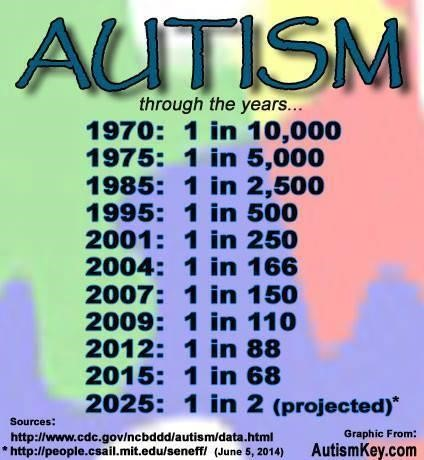 AUTISM
through the years...
1970: 1 in 10,000
1975: 1 in 5,000
1985: 1 in 2,500
1995: 1 in 500
2001: 1 in 250
2004: 1 in 166
2007: 1 in 150
2009: 1 in 110
2012: 1 in 88
2015: 1 in 68
2025: 1 in 2 (projected)*
Sources:
http://www.cdc.gov/ncbddd/autism/data.html
* http://people.csail.mit.edu/seneff/ (June 5, 2014)
Graphic From:
AutismKey.com